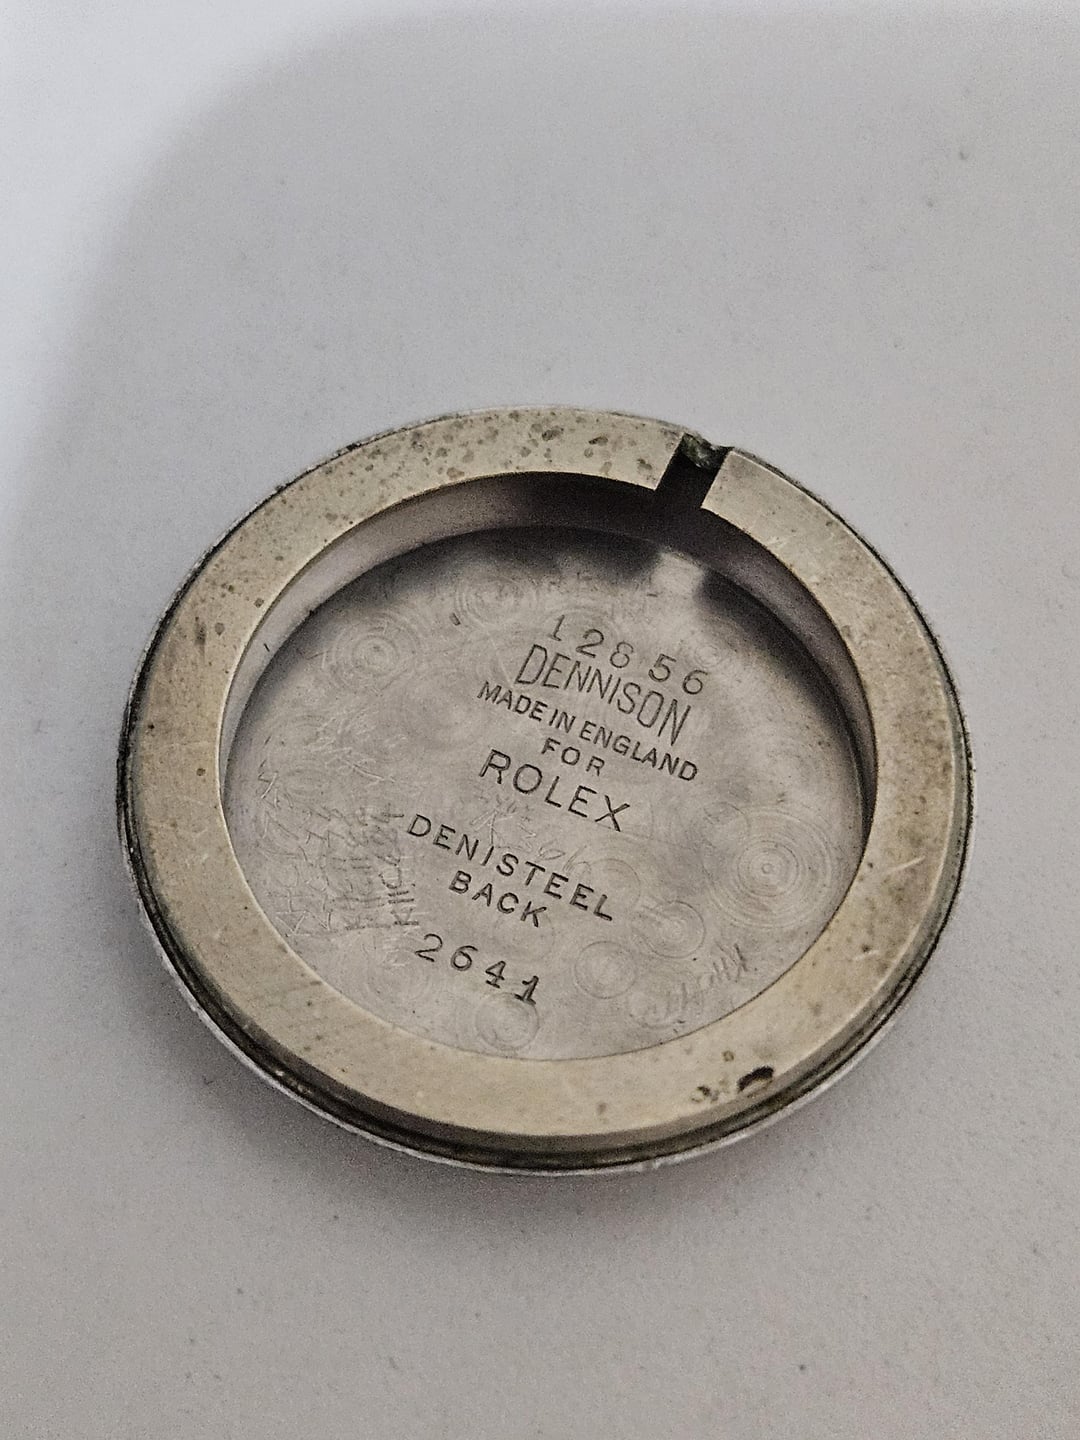 12856
DENNISON
MADE IN ENGLAND
FOR
ROLEX
DENISTEEL
BACK
2641